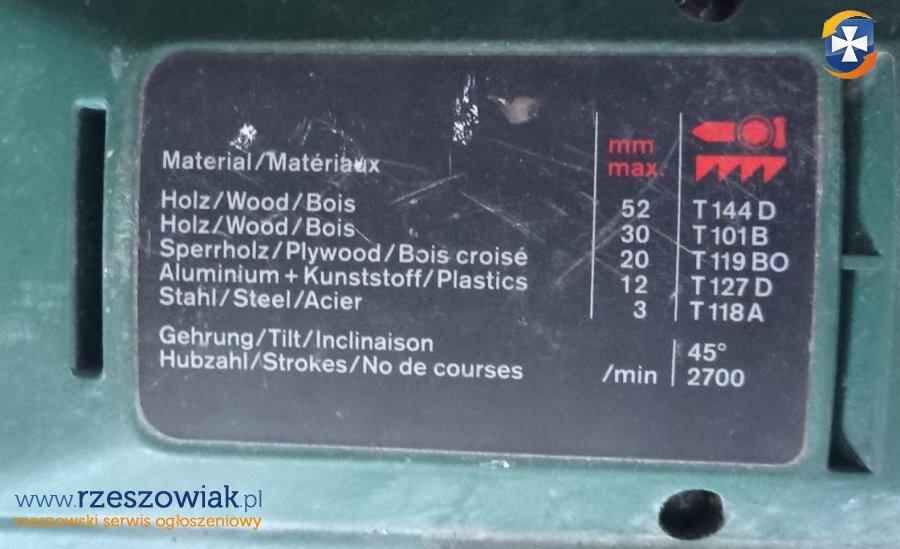 mm
Material/Matériaux max.
Holz/Wood/Bois 52 T 144 D
Holz/Wood/Bois 30 T 101 B
Sperrholz/Plywood/Bois croisé 20 T 119 BO
Aluminium + Kunststoff/Plastics 12 T 127 D
Stahl/Steel/Acier 3 T 118 A
Gehrung/Tilt/Inclinaison 45°
Hubzahl/Strokes/No de courses /min 2700
www.rzeszowiak.pl
rzeszowski serwis ogłoszeniowy